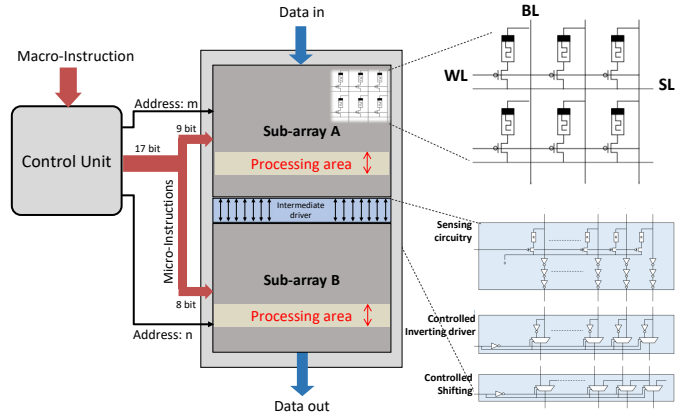 Data in
Macro-Instruction
BL
WL
SL
Address: m
Control Unit
17 bit
9 bit
Sub-array A
Processing area
Intermediate
driver
Micro-Instructions
Sub-array B
8 bit
Processing area
Address: n
Data out
Sensing
circuitry
Controlled
Inverting driver
Controlled
Shifting